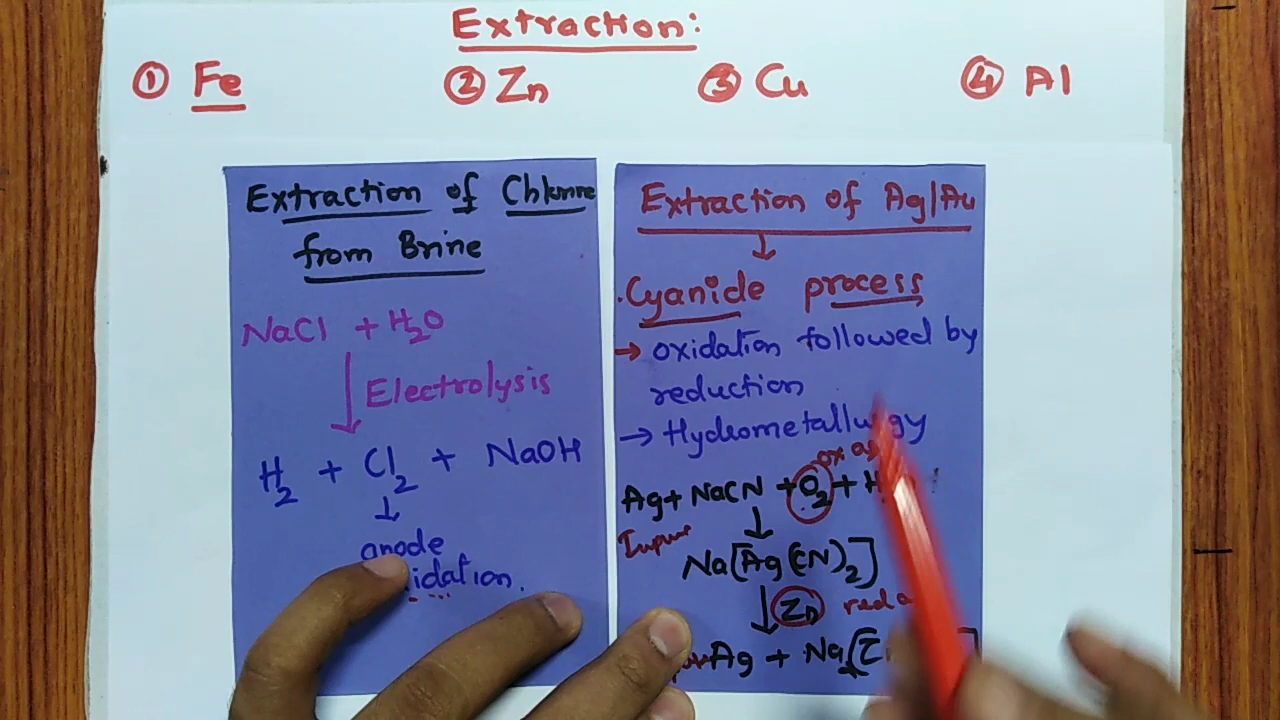 Extraction:
① Fe ② Zn ③ Cu ④ Al
Extraction of Chlorine
from Brine
NaCl + H₂O
Electrolysis
H₂ + Cl₂ + NaOH
anode
Extraction of Ag/Au
Cyanide process
→ oxidation followed by
reduction
→ Hydrometallurgy
ox
Ag + NaCN + O₂ +
Na[Ag(CN)₂]
Zn
Ag +